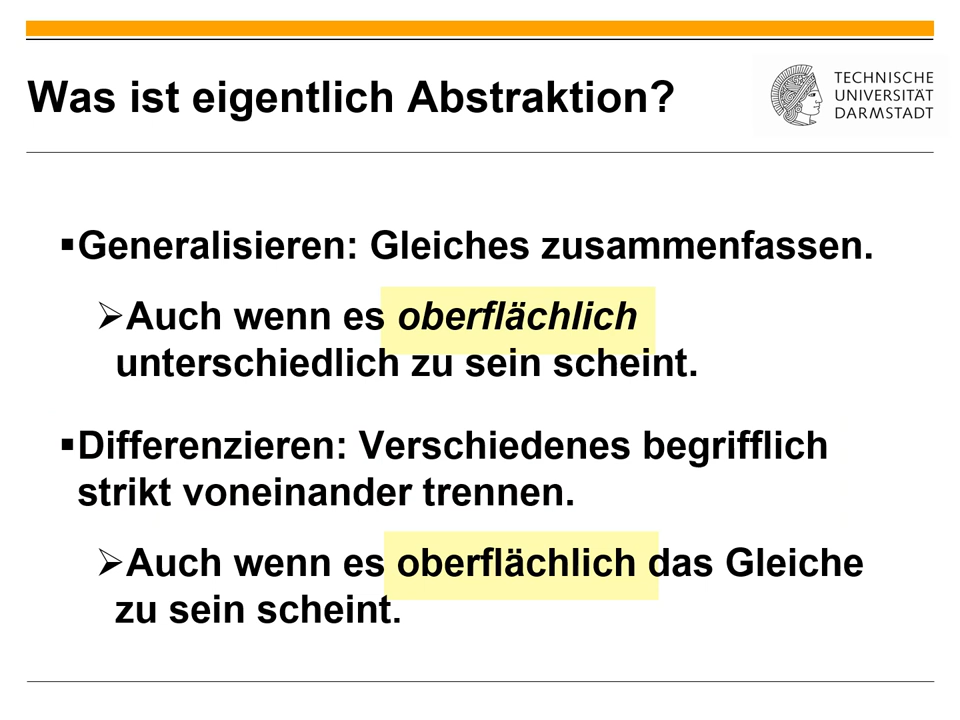 Was ist eigentlich Abstraktion?
TECHNISCHE
UNIVERSITÄT
DARMSTADT
▪Generalisieren: Gleiches zusammenfassen.
➢Auch wenn es oberflächlich
unterschiedlich zu sein scheint.
▪Differenzieren: Verschiedenes begrifflich
strikt voneinander trennen.
➢Auch wenn es oberflächlich das Gleiche
zu sein scheint.